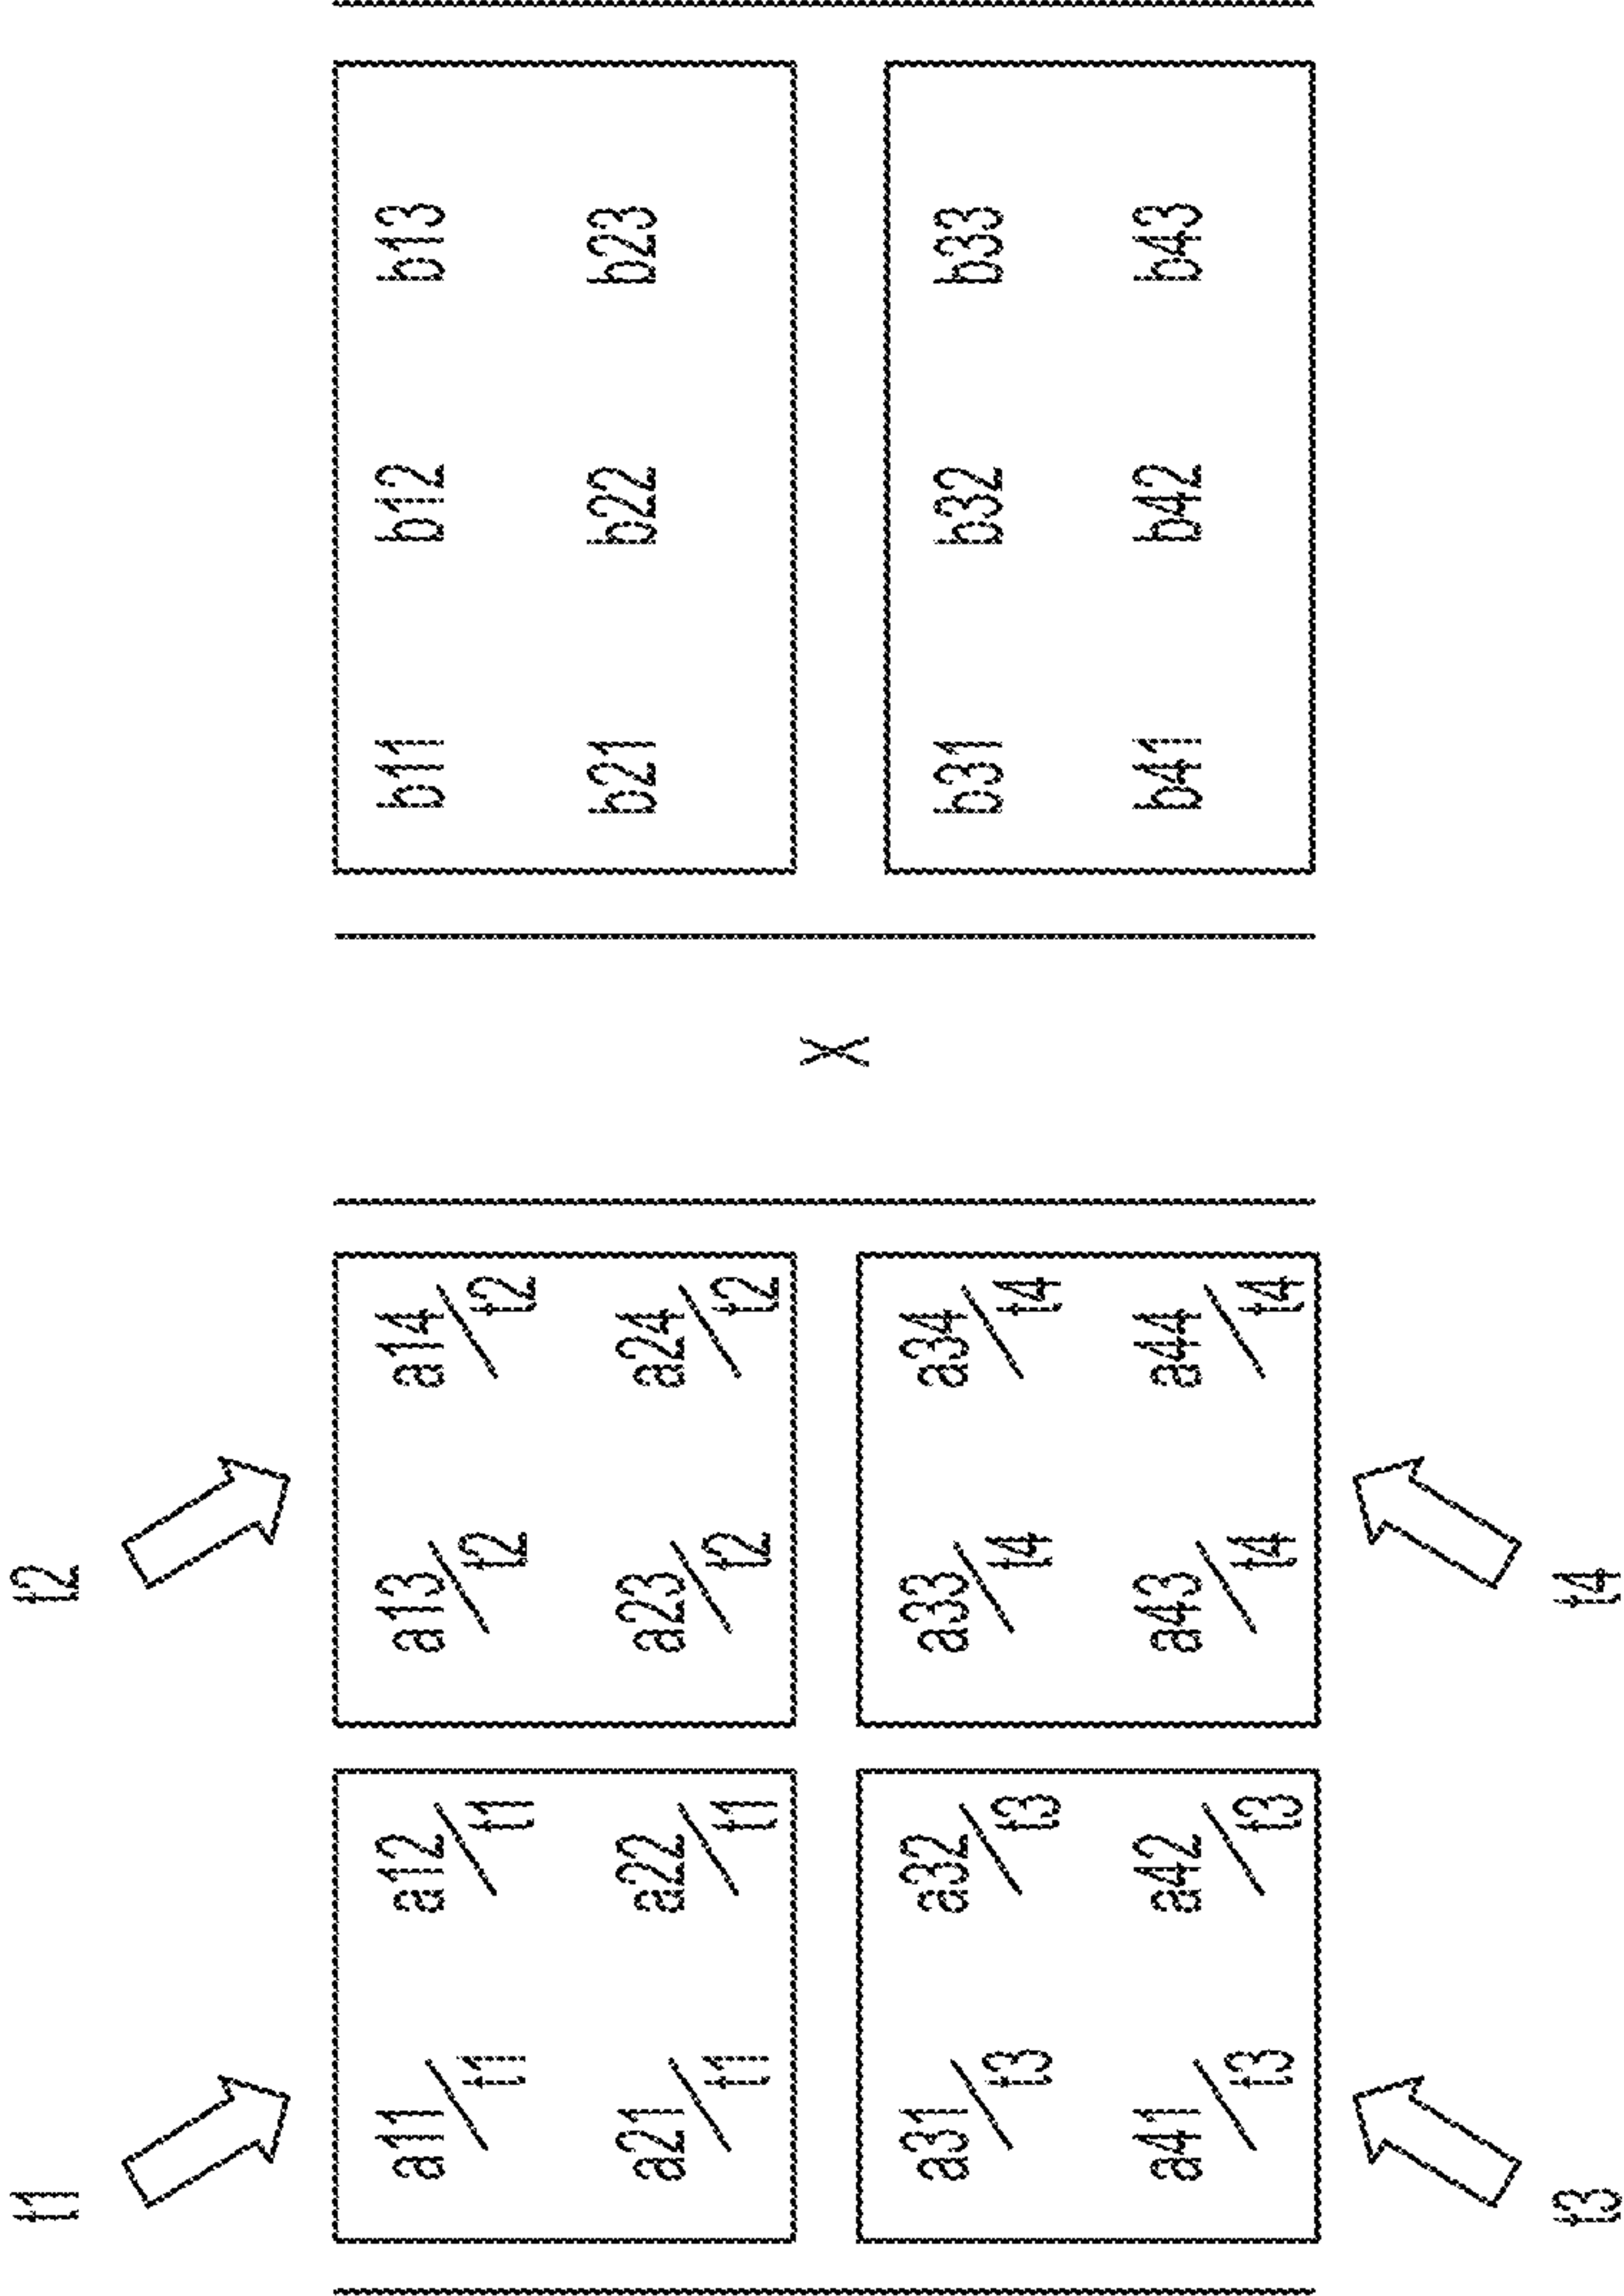 t1 t2
a11/t1 a12/t1 a13/t2 a14/t2 b11 b12 b13
a21/t1 a22/t1 a23/t2 a24/t2 b21 b22 b23
X
a31/t3 a32/t3 a33/t4 a34/t4 b31 b32 b33
a41/t3 a42/t3 a43/t4 a44/t4 b41 b42 b43
t3 t4